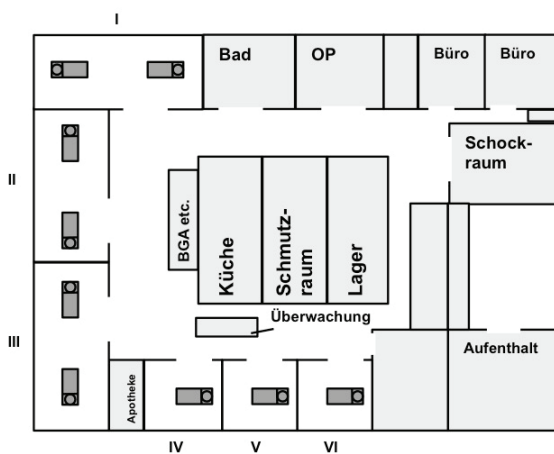 I
Bad
OP
Büro
Büro
Schock-
raum
II
BGA etc.
Küche
Schmutz-
raum
Lager
Überwachung
III
Aufenthalt
Apotheke
IV
V
VI